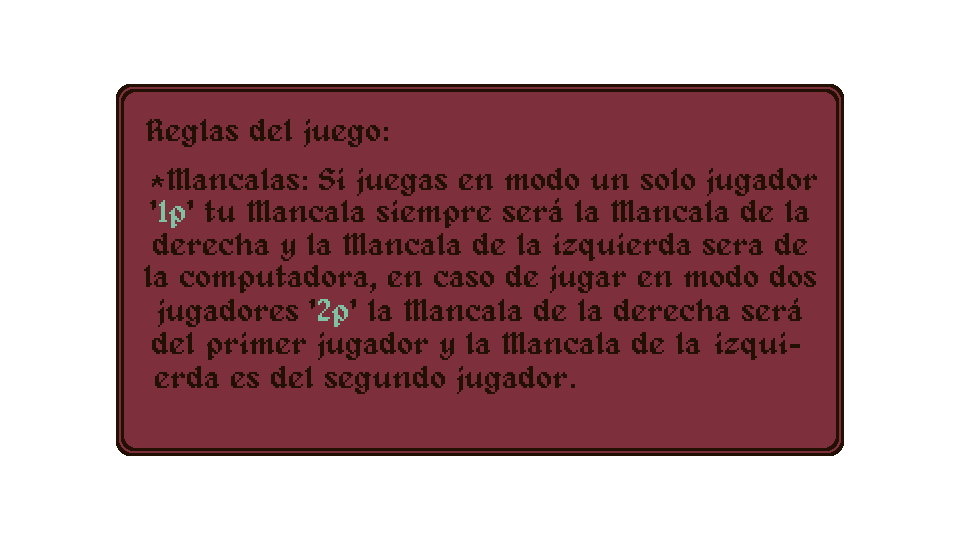 Reglas del juego:
*Mancalas: Si juegas en modo un solo jugador
'1p' tu Mancala siempre será la Mancala de la
derecha y la Mancala de la izquierda sera de
la computadora, en caso de jugar en modo dos
jugadores '2p' la Mancala de la derecha será
del primer jugador y la Mancala de la izqui-
erda es del segundo jugador.